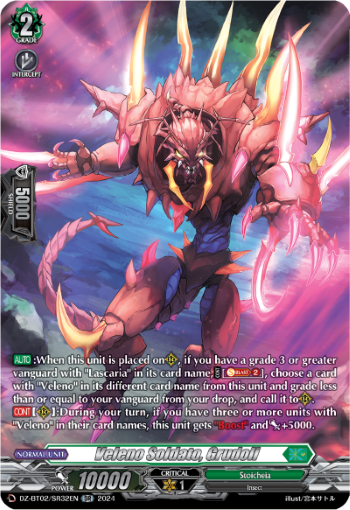 2
GRADE
INTERCEPT
5000
SHIELD
AUTO:When this unit is placed on R, if you have a grade 3 or greater
vanguard with "Lascaria" in its card name, [SOUL BLAST 2], choose a card
with "Veleno" in its different card name from this unit and grade less
than or equal to your vanguard from your drop, and call it to R.
CONT[R]:During your turn, if you have three or more units with
"Veleno" in their card names, this unit gets "Boost" and +5000.
NORMAL UNIT
Veleno Soldato, Grudoli
POWER 10000
CRITICAL
1
Stoicheia
Insect
DZ-BT02/SR32EN SR 2024
illust/宮本サトル